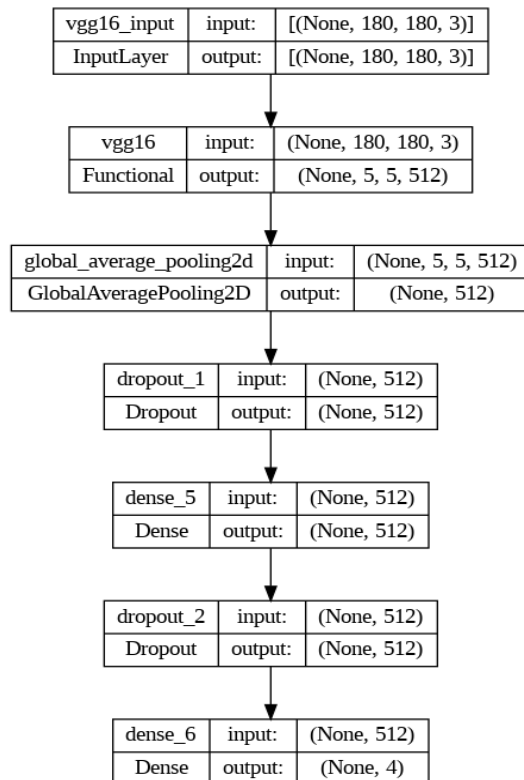 vgg16_input input: [(None, 180, 180, 3)]
InputLayer output: [(None, 180, 180, 3)]
vgg16 input: (None, 180, 180, 3)
Functional output: (None, 5, 5, 512)
global_average_pooling2d input: (None, 5, 5, 512)
GlobalAveragePooling2D output: (None, 512)
dropout_1 input: (None, 512)
Dropout output: (None, 512)
dense_5 input: (None, 512)
Dense output: (None, 512)
dropout_2 input: (None, 512)
Dropout output: (None, 512)
dense_6 input: (None, 512)
Dense output: (None, 4)